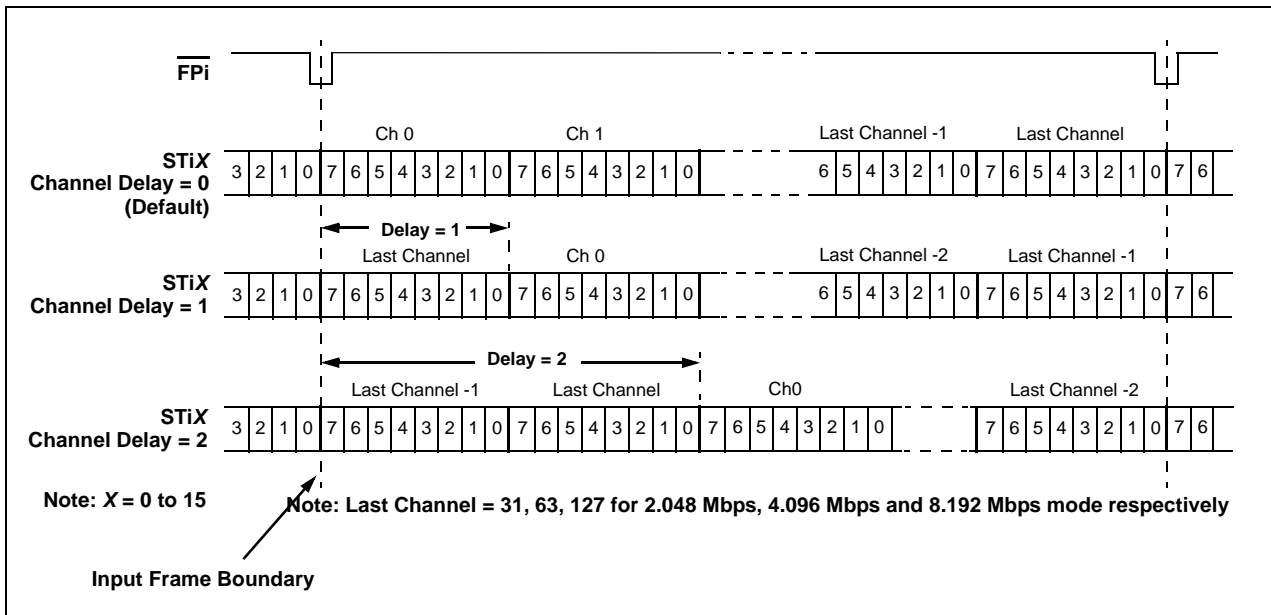 FPi
Ch 0 Ch 1 Last Channel -1 Last Channel
STiX
Channel Delay = 0
(Default)
3 2 1 0 7 6 5 4 3 2 1 0 7 6 5 4 3 2 1 0 6 5 4 3 2 1 0 7 6 5 4 3 2 1 0 7 6
Delay = 1
Last Channel Ch 0 Last Channel -2 Last Channel -1
STiX
Channel Delay = 1
3 2 1 0 7 6 5 4 3 2 1 0 7 6 5 4 3 2 1 0 6 5 4 3 2 1 0 7 6 5 4 3 2 1 0 7 6
Delay = 2
Last Channel -1 Last Channel Ch0 Last Channel -2
STiX
Channel Delay = 2
3 2 1 0 7 6 5 4 3 2 1 0 7 6 5 4 3 2 1 0 7 6 5 4 3 2 1 0 7 6 5 4 3 2 1 0 7 6
Note: X = 0 to 15 Note: Last Channel = 31, 63, 127 for 2.048 Mbps, 4.096 Mbps and 8.192 Mbps mode respectively
Input Frame Boundary